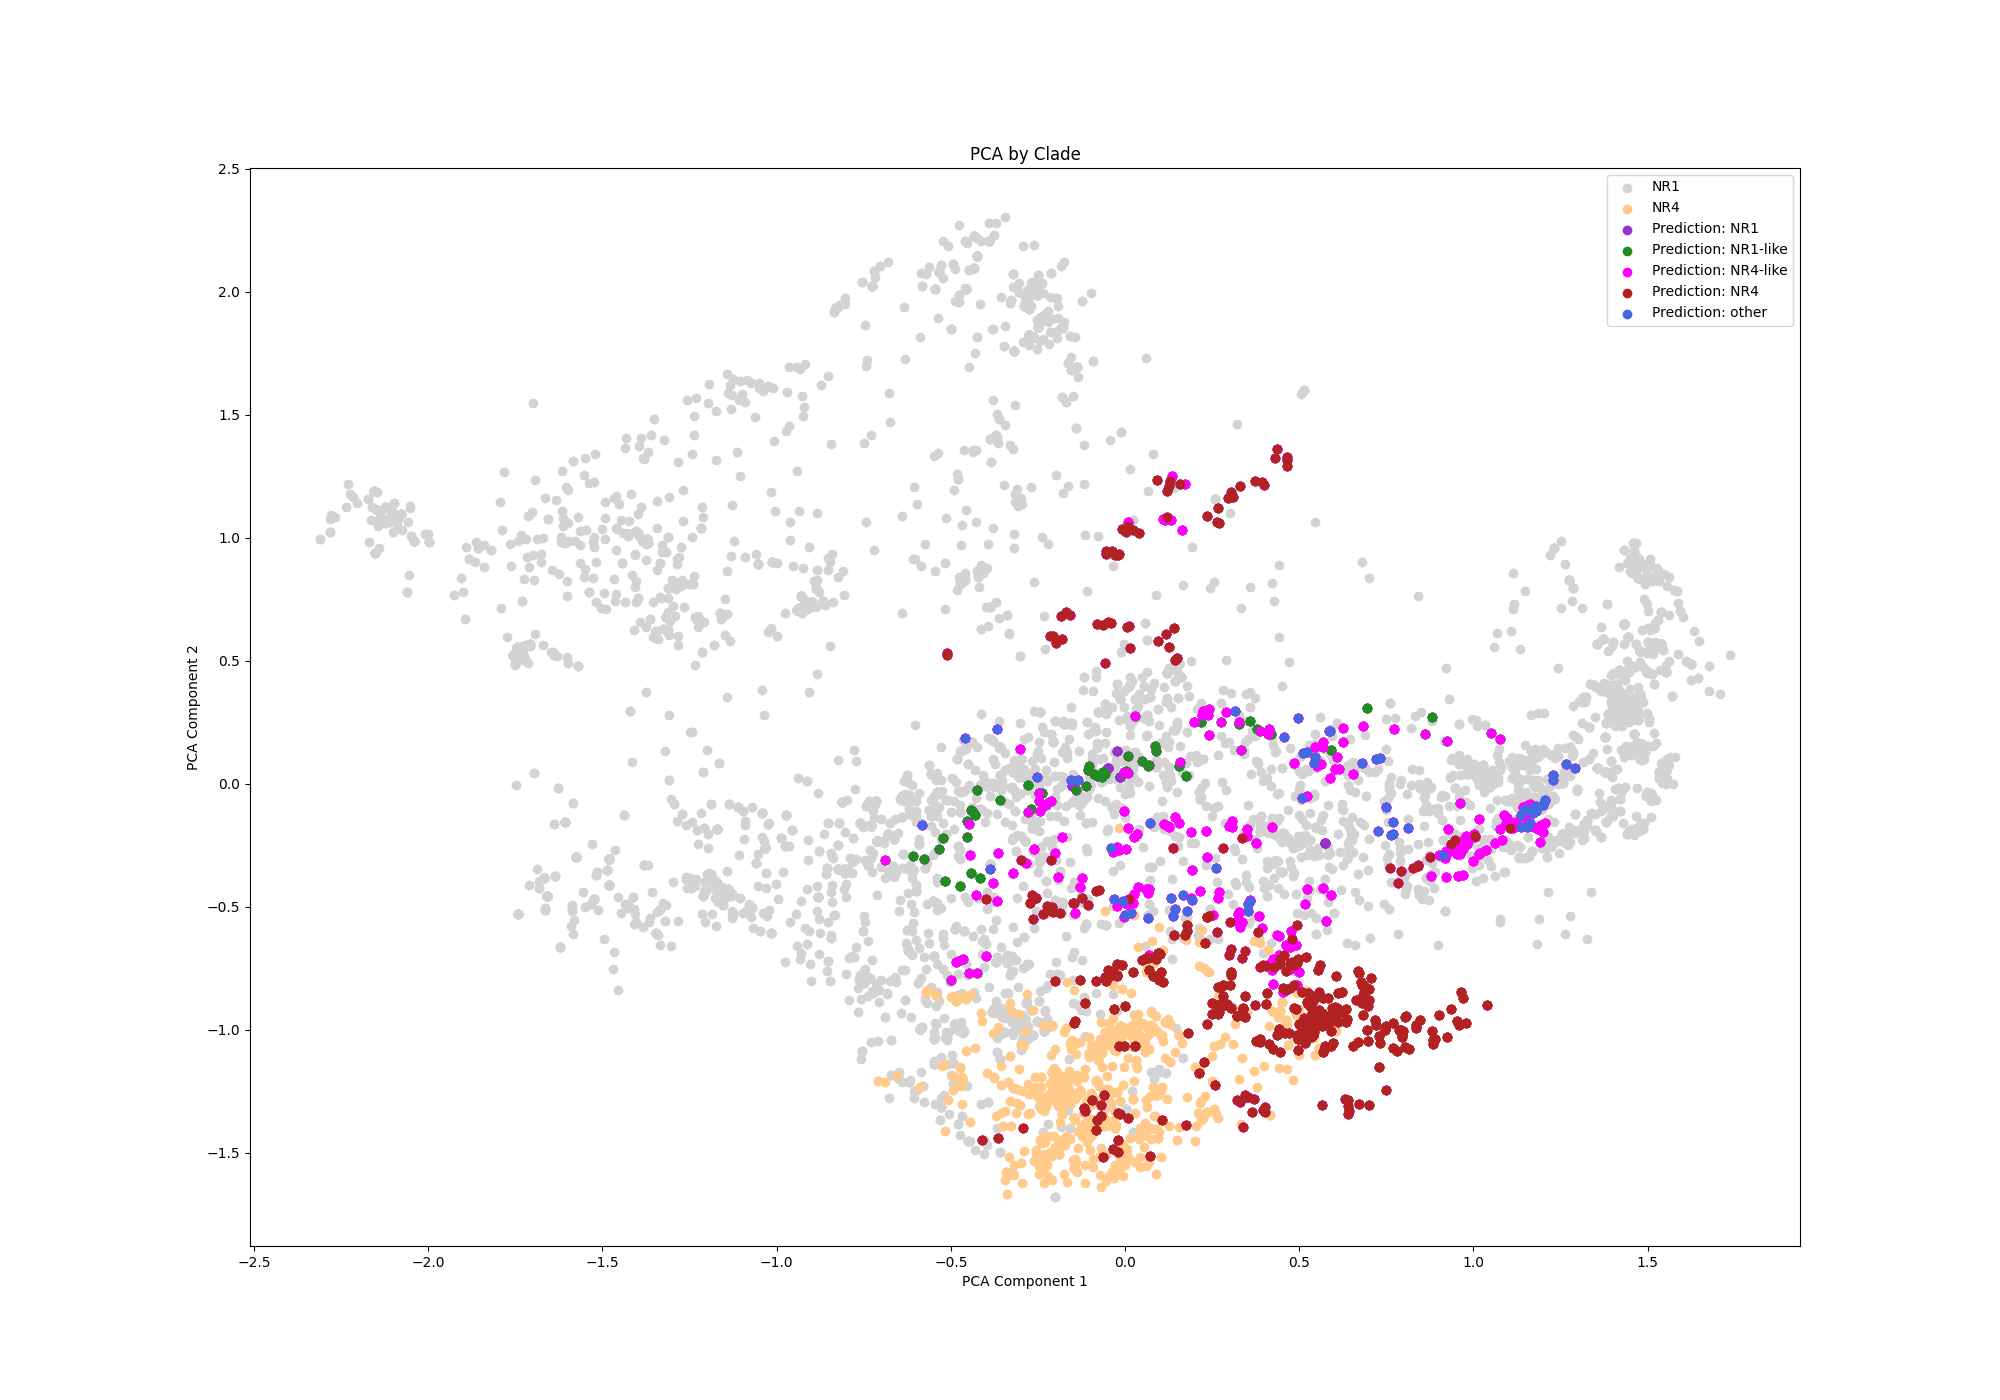 PCA by Clade
2.5
2.0
1.5
1.0
0.5
0.0
−0.5
−1.0
−1.5
PCA Component 2
NR1
NR4
Prediction: NR1
Prediction: NR1-like
Prediction: NR4-like
Prediction: NR4
Prediction: other
−2.5 −2.0 −1.5 −1.0 −0.5 0.0 0.5 1.0 1.5
PCA Component 1